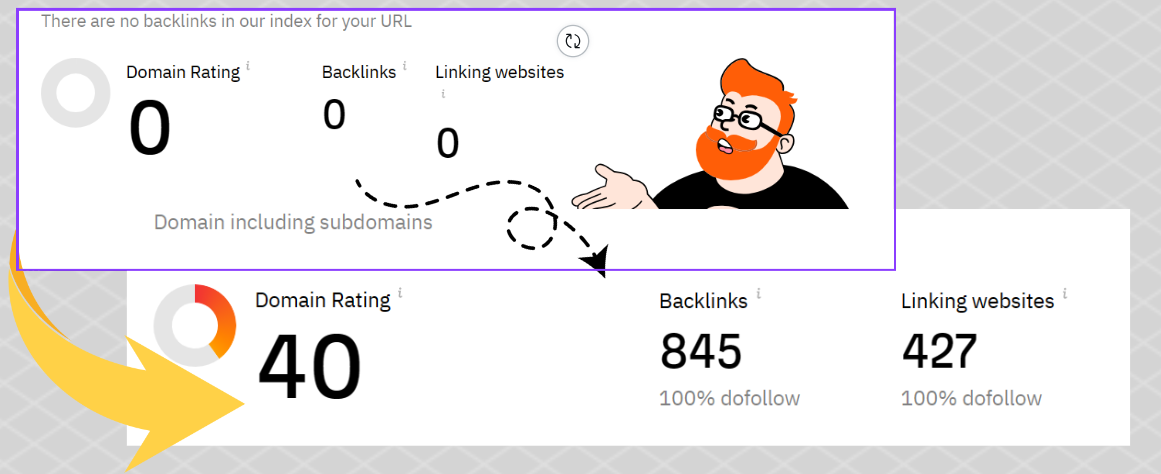 There are no backlinks in our index for your URL
Domain Rating i
Backlinks i
Linking websites
i
0
0
0
Domain including subdomains
Domain Rating i
Backlinks i
Linking websites i
40
845
427
100% dofollow
100% dofollow